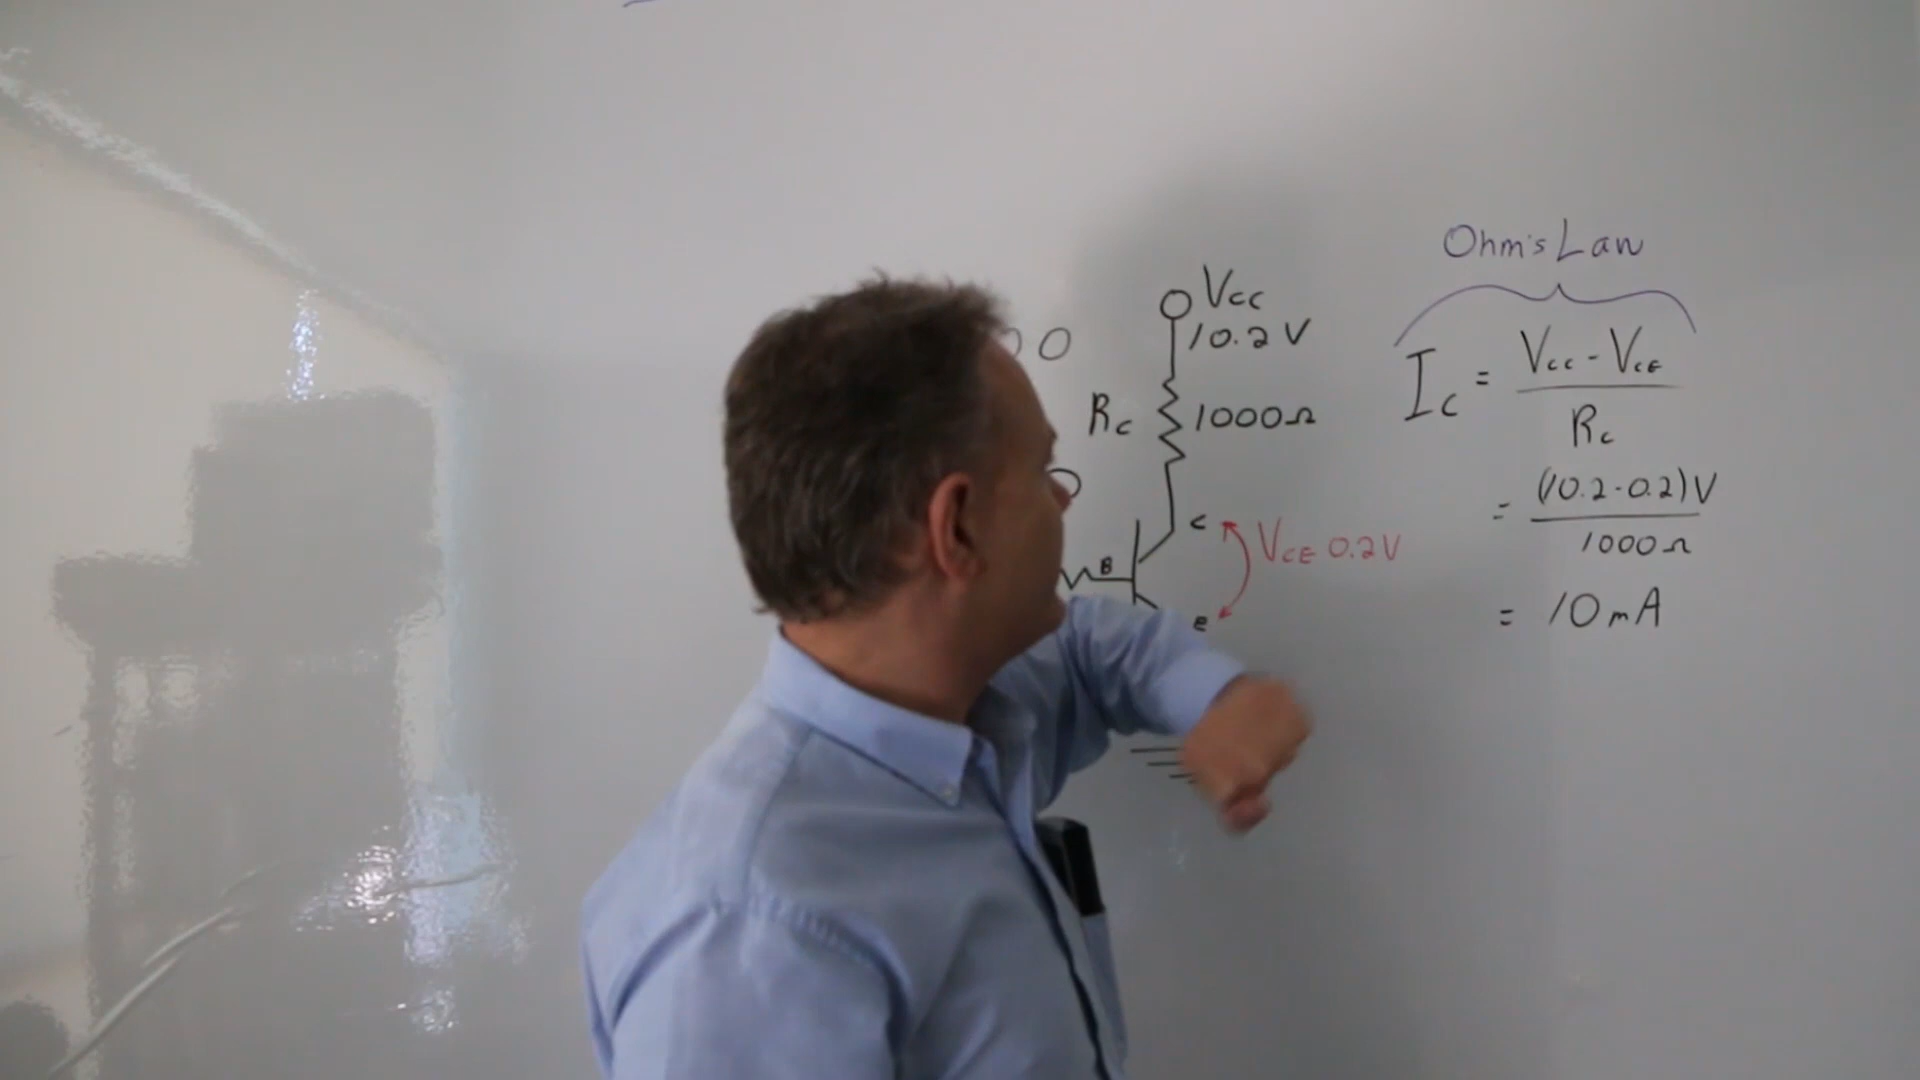 Ohm's Law
Vcc
10.2 V
Rc
1000Ω
Ic = Vcc - VCE
Rc
= (10.2-0.2)V
1000Ω
= 10mA
C
VCE 0.2V
B
E